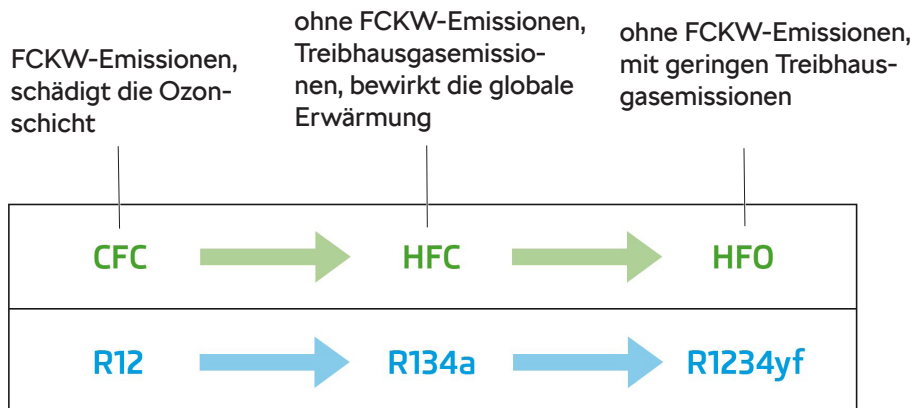 FCKW-Emissionen,
schädigt die Ozon-
schicht
ohne FCKW-Emissionen,
Treibhausgasemissio-
nen, bewirkt die globale
Erwärmung
ohne FCKW-Emissionen,
mit geringen Treibhaus-
gasemissionen
CFC HFC HFO
R12 R134a R1234yf